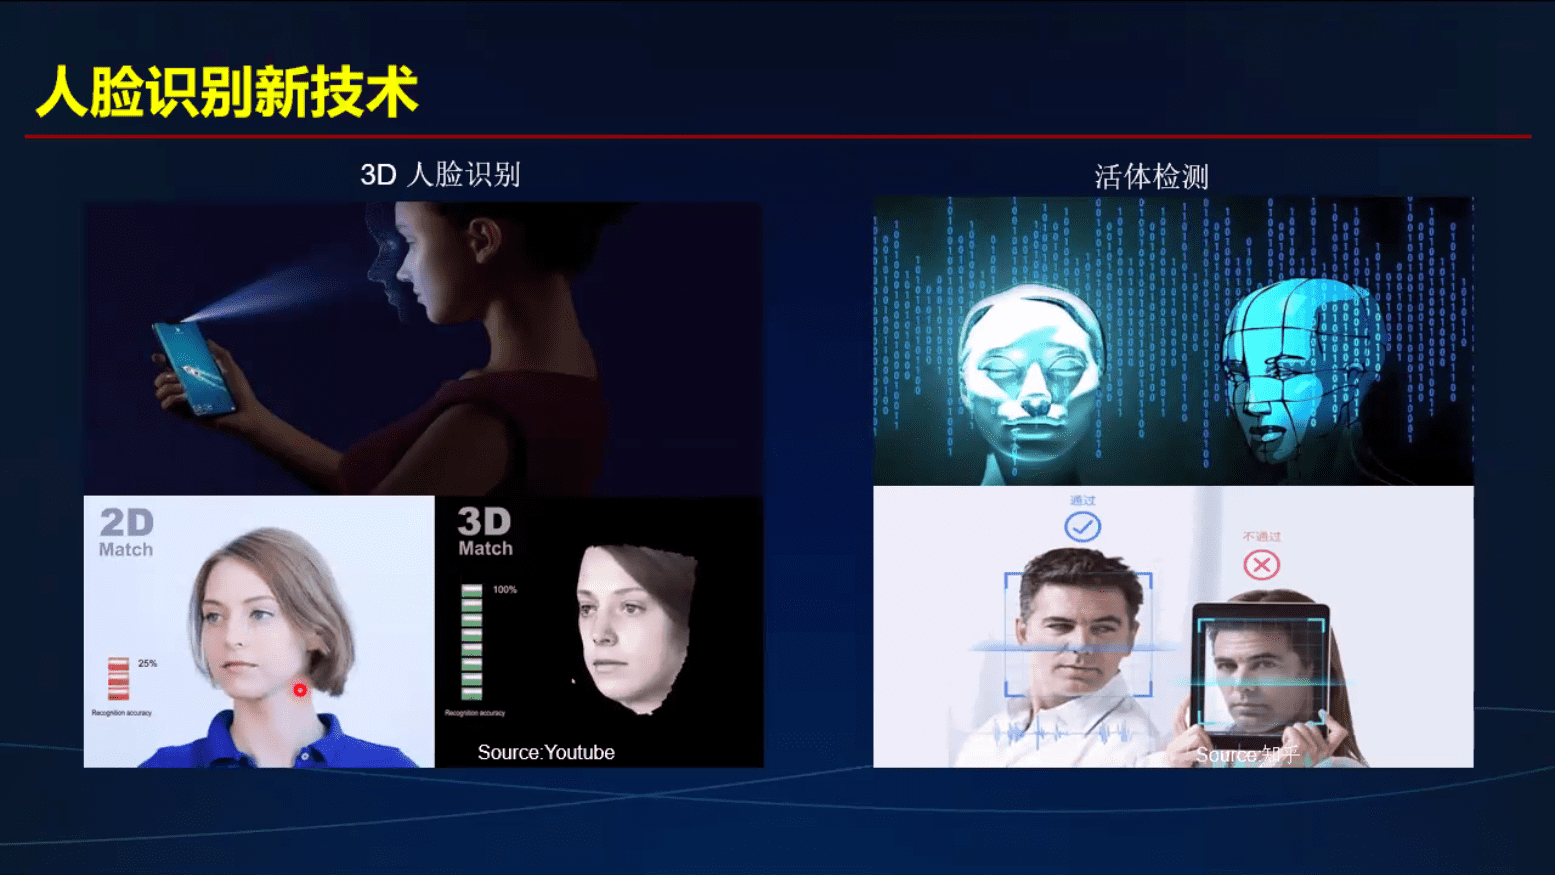 人脸识别新技术
3D 人脸识别
2D
Match
25%
Recognition accuracy
3D
Match
100%
Recognition accuracy
Source:Youtube
活体检测
通过
不通过
Source:知乎